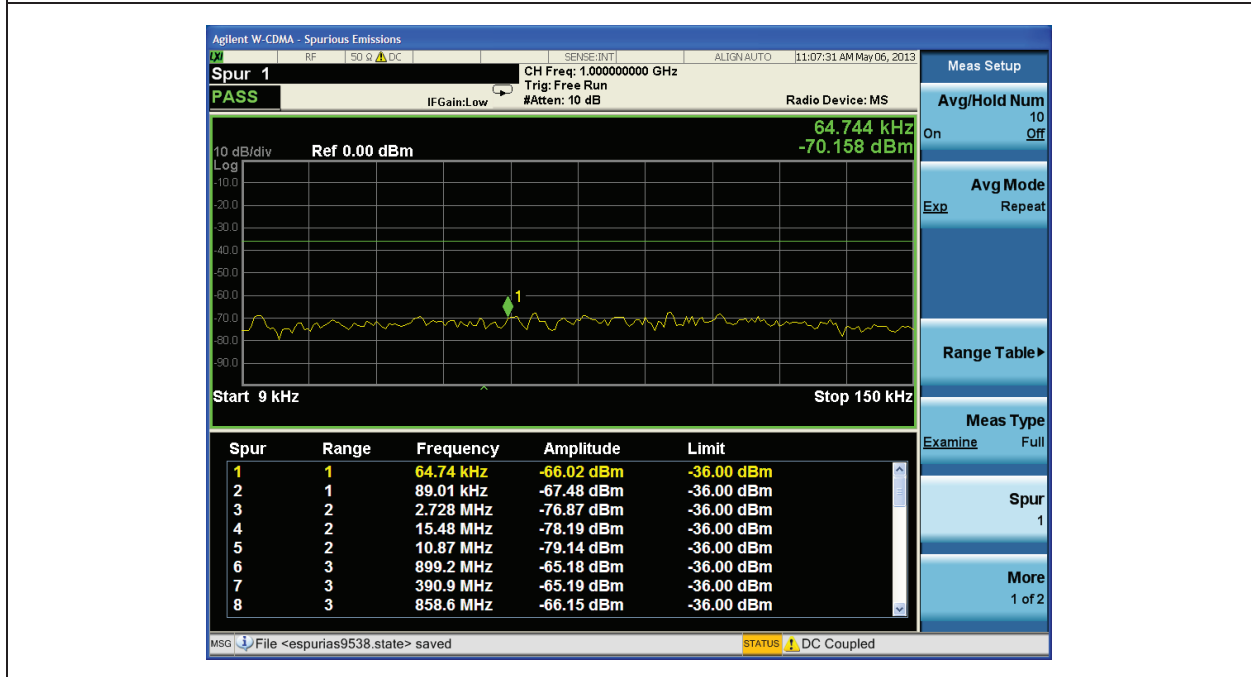 Agilent W-CDMA - Spurious Emissions
LXI RF 50 Ω DC SENSE:INT ALIGN AUTO 11:07:31 AM May 06, 2013
Spur 1
PASS
IFGain:Low
CH Freq: 1.000000000 GHz
Trig: Free Run
#Atten: 10 dB
Radio Device: MS
64.744 kHz
-70.158 dBm
10 dB/div Ref 0.00 dBm
Log
-10.0
-20.0
-30.0
-40.0
-50.0
-60.0
-70.0
-80.0
-90.0
1
Start 9 kHz Stop 150 kHz
Spur Range Frequency Amplitude Limit
1 1 64.74 kHz -66.02 dBm -36.00 dBm
2 1 89.01 kHz -67.48 dBm -36.00 dBm
3 2 2.728 MHz -76.87 dBm -36.00 dBm
4 2 15.48 MHz -78.19 dBm -36.00 dBm
5 2 10.87 MHz -79.14 dBm -36.00 dBm
6 3 899.2 MHz -65.18 dBm -36.00 dBm
7 3 390.9 MHz -65.19 dBm -36.00 dBm
8 3 858.6 MHz -66.15 dBm -36.00 dBm
MSG File <espurias9538.state> saved STATUS DC Coupled
Meas Setup
Avg/Hold Num
10
On Off
Avg Mode
Exp Repeat
Range Table
Meas Type
Examine Full
Spur
1
More
1 of 2